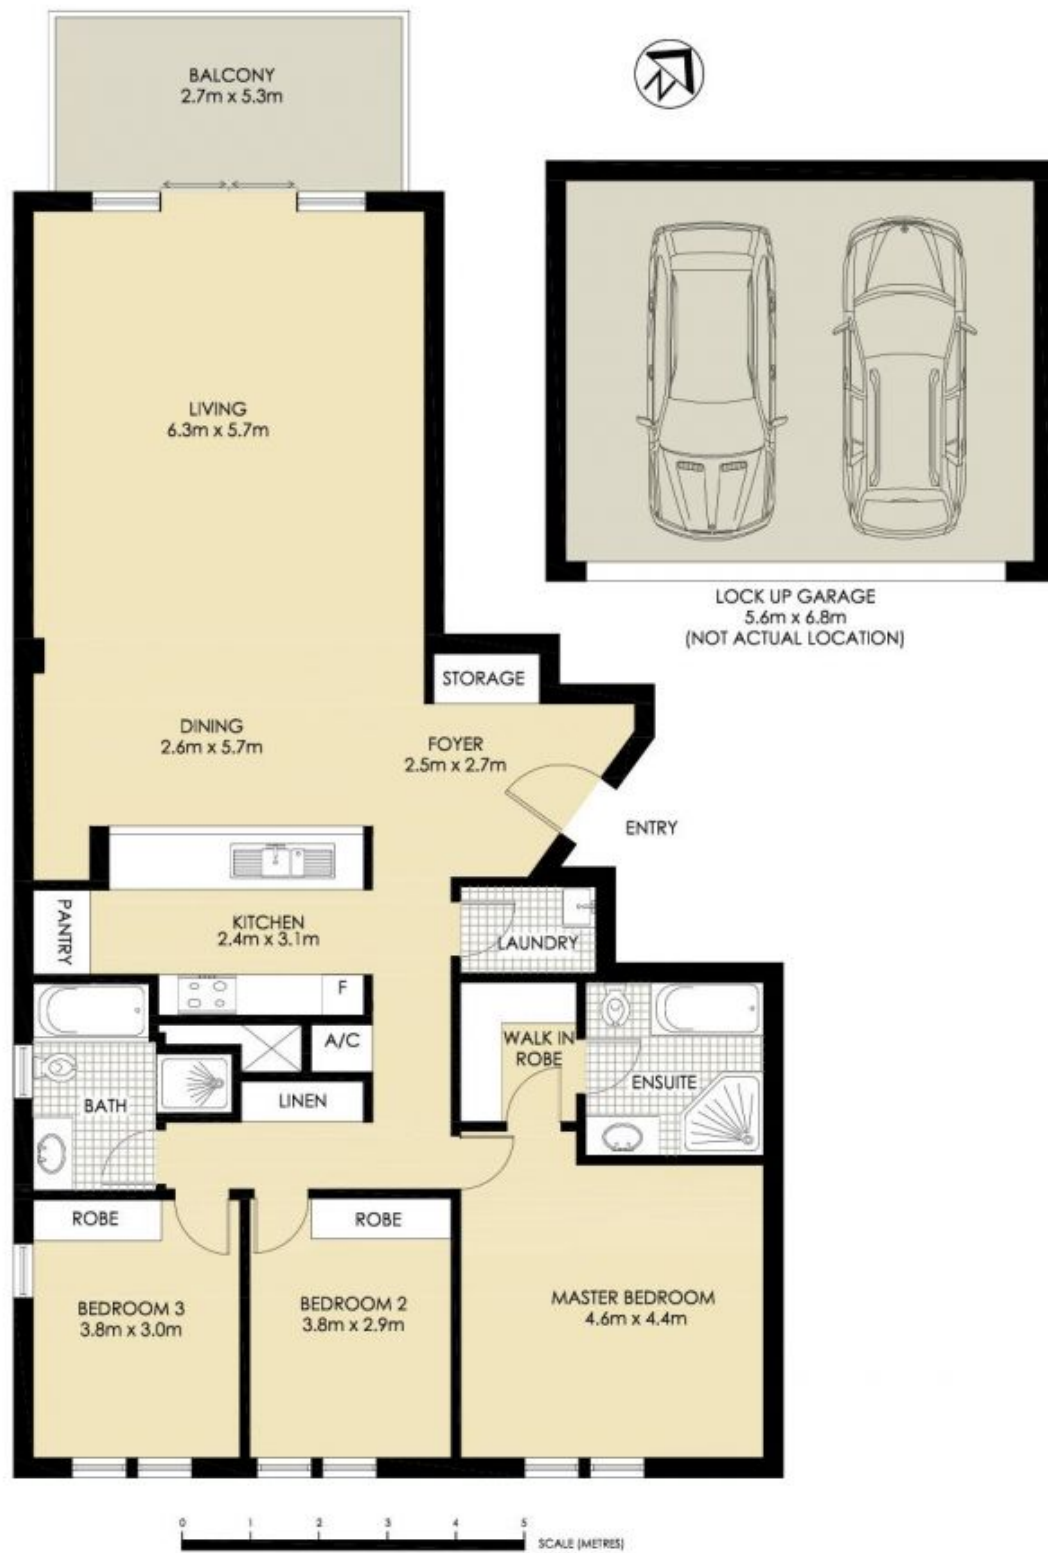 BALCONY
2.7m x 5.3m
N
LIVING
6.3m x 5.7m
LOCK UP GARAGE
5.6m x 6.8m
(NOT ACTUAL LOCATION)
STORAGE
DINING
2.6m x 5.7m
FOYER
2.5m x 2.7m
ENTRY
PANTRY
KITCHEN
2.4m x 3.1m
LAUNDRY
F
A/C
WALK IN
ROBE
ENSUITE
BATH
LINEN
ROBE
ROBE
BEDROOM 3
3.8m x 3.0m
BEDROOM 2
3.8m x 2.9m
MASTER BEDROOM
4.6m x 4.4m
0 1 2 3 4 5
SCALE (METRES)